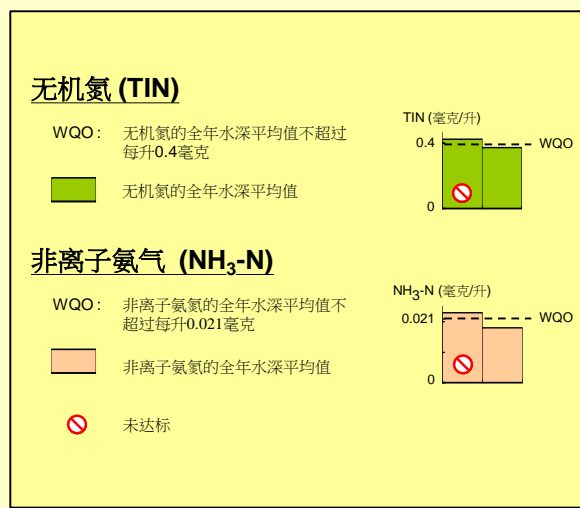 无机氮 (TIN)
WQO : 无机氮的全年水深平均值不超过
每升0.4毫克
无机氮的全年水深平均值
TIN (毫克/升)
0.4
WQO
0
非离子氨气 (NH₃-N)
WQO : 非离子氨氮的全年水深平均值不
超过每升0.021毫克
非离子氨氮的全年水深平均值
NH₃-N (毫克/升)
0.021
WQO
0
未达标